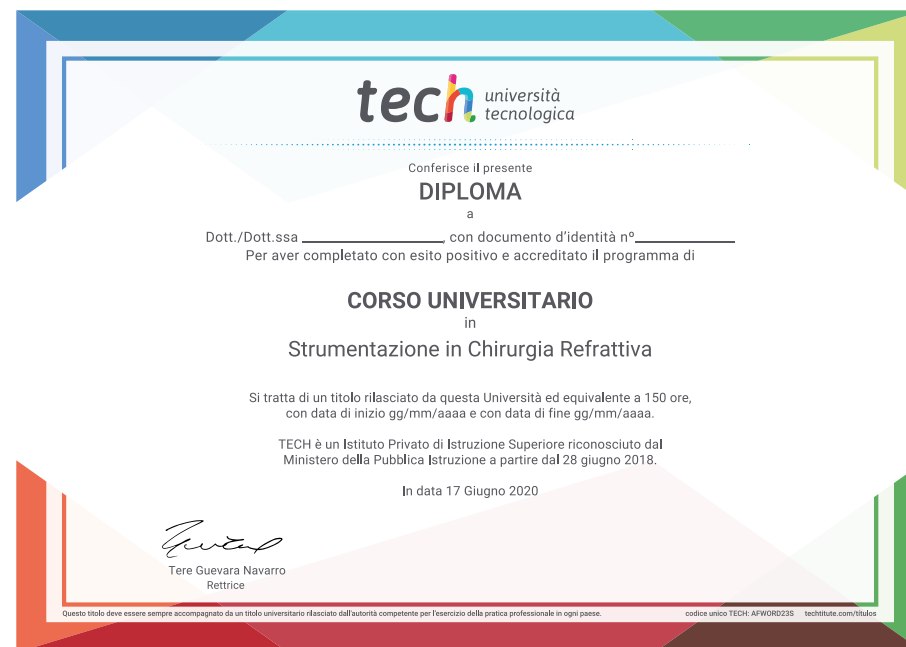 tech università
tecnologica
Conferisce il presente
DIPLOMA
a
Dott./Dott.ssa ____________________, con documento d'identità nº______________
Per aver completato con esito positivo e accreditato il programma di
CORSO UNIVERSITARIO
in
Strumentazione in Chirurgia Refrattiva
Si tratta di un titolo rilasciato da questa Università ed equivalente a 150 ore,
con data di inizio gg/mm/aaaa e con data di fine gg/mm/aaaa.
TECH è un Istituto Privato di Istruzione Superiore riconosciuto dal
Ministero della Pubblica Istruzione a partire dal 28 giugno 2018.
In data 17 Giugno 2020
Tere Guevara Navarro
Rettrice
Questo titolo deve essere sempre accompagnato da un titolo universitario rilasciato dall'autorità competente per l'esercizio della pratica professionale in ogni paese. codice unico TECH: AFWORD23S techtitute.com/titulos